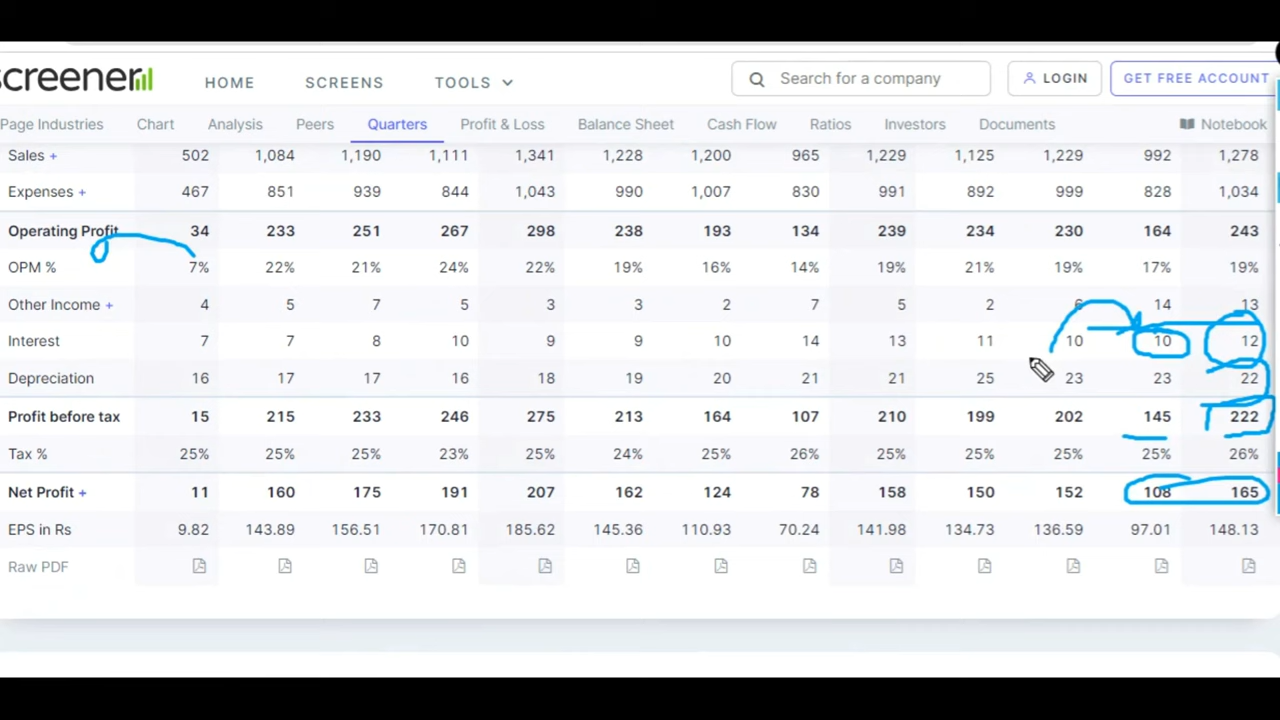 screener
HOME SCREENS TOOLS Search for a company LOGIN GET FREE ACCOUNT
Page Industries Chart Analysis Peers Quarters Profit & Loss Balance Sheet Cash Flow Ratios Investors Documents Notebook
Sales + 502 1,084 1,190 1,111 1,341 1,228 1,200 965 1,229 1,125 1,229 992 1,278
Expenses + 467 851 939 844 1,043 990 1,007 830 991 892 999 828 1,034
Operating Profit 34 233 251 267 298 238 193 134 239 234 230 164 243
OPM % 7% 22% 21% 24% 22% 19% 16% 14% 19% 21% 19% 17% 19%
Other Income + 4 5 7 5 3 3 2 7 5 2 6 14 13
Interest 7 7 8 10 9 9 10 14 13 11 10 10 12
Depreciation 16 17 17 16 18 19 20 21 21 25 23 23 22
Profit before tax 15 215 233 246 275 213 164 107 210 199 202 145 222
Tax % 25% 25% 25% 23% 25% 24% 25% 26% 25% 25% 25% 25% 26%
Net Profit + 11 160 175 191 207 162 124 78 158 150 152 108 165
EPS in Rs 9.82 143.89 156.51 170.81 185.62 145.36 110.93 70.24 141.98 134.73 136.59 97.01 148.13
Raw PDF